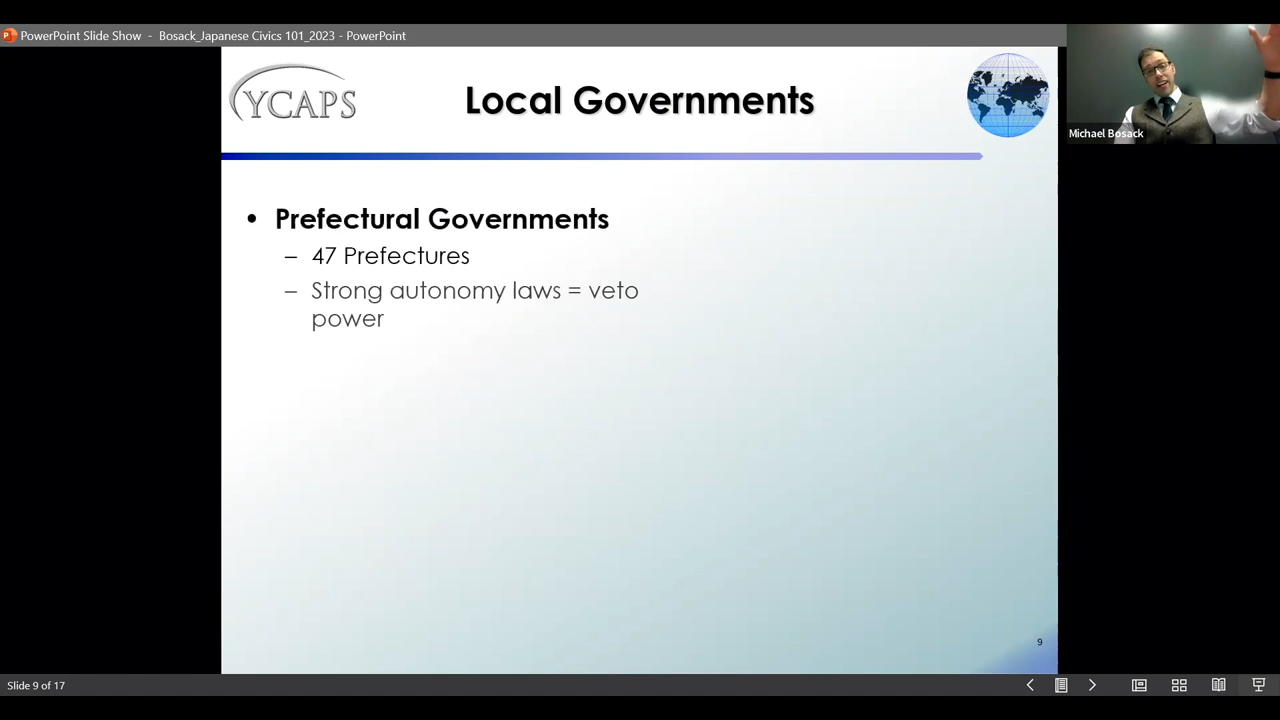 PowerPoint Slide Show - Bosack_Japanese Civics 101_2023 - PowerPoint
YCAPS
Local Governments
Michael Bosack
• Prefectural Governments
– 47 Prefectures
– Strong autonomy laws = veto
power
9
Slide 9 of 17